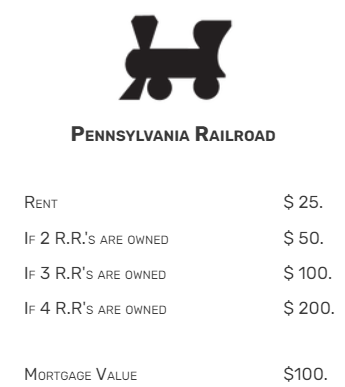 Pennsylvania Railroad
Rent $ 25.
If 2 R.R.'s are owned $ 50.
If 3 R.R's are owned $ 100.
If 4 R.R's are owned $ 200.
Mortgage Value $100.